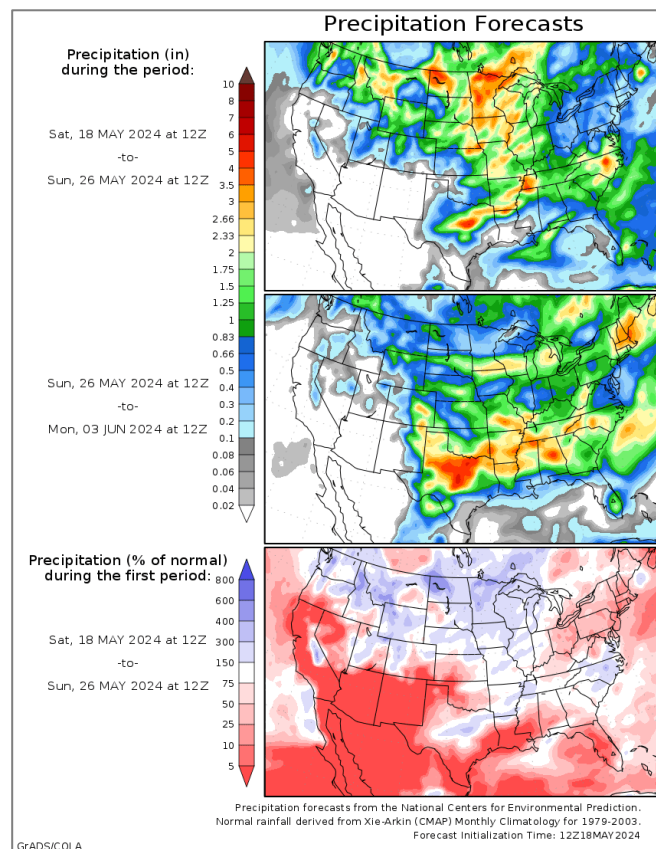 Precipitation Forecasts
Precipitation (in)
during the period:
Sat, 18 MAY 2024 at 12Z
-to-
Sun, 26 MAY 2024 at 12Z
10
8
7
6
5
4
3.5
3
2.66
2.33
2
1.75
1.5
1.25
1
0.83
0.66
0.5
0.4
0.3
0.2
0.1
0.08
0.06
0.04
0.02
Sun, 26 MAY 2024 at 12Z
-to-
Mon, 03 JUN 2024 at 12Z
Precipitation (% of normal)
during the first period:
Sat, 18 MAY 2024 at 12Z
-to-
Sun, 26 MAY 2024 at 12Z
800
600
400
300
150
75
50
25
10
5
Precipitation forecasts from the National Centers for Environmental Prediction.
Normal rainfall derived from Xie-Arkin (CMAP) Monthly Climatology for 1979-2003.
Forecast Initialization Time: 12Z18MAY2024
GrADS/COLA